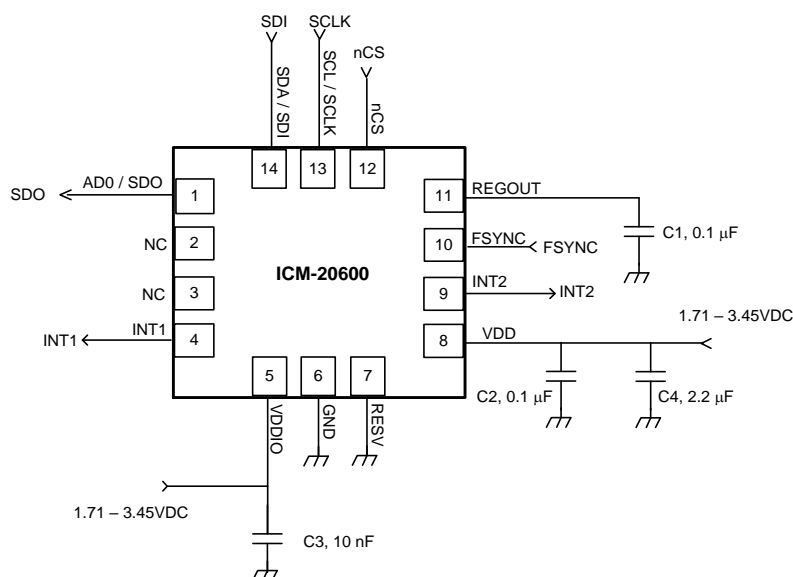 SDI
SCLK
nCS
SDA / SDI
SCL / SCLK
nCS
14
13
12
SDO
AD0 / SDO
1
11
REGOUT
C1, 0.1 µF
NC
2
10
FSYNC
FSYNC
ICM-20600
NC
3
9
INT2
INT2
INT1
INT1
4
8
VDD
1.71 – 3.45VDC
5
6
7
C2, 0.1 µF
C4, 2.2 µF
VDDIO
GND
RESV
1.71 – 3.45VDC
C3, 10 nF